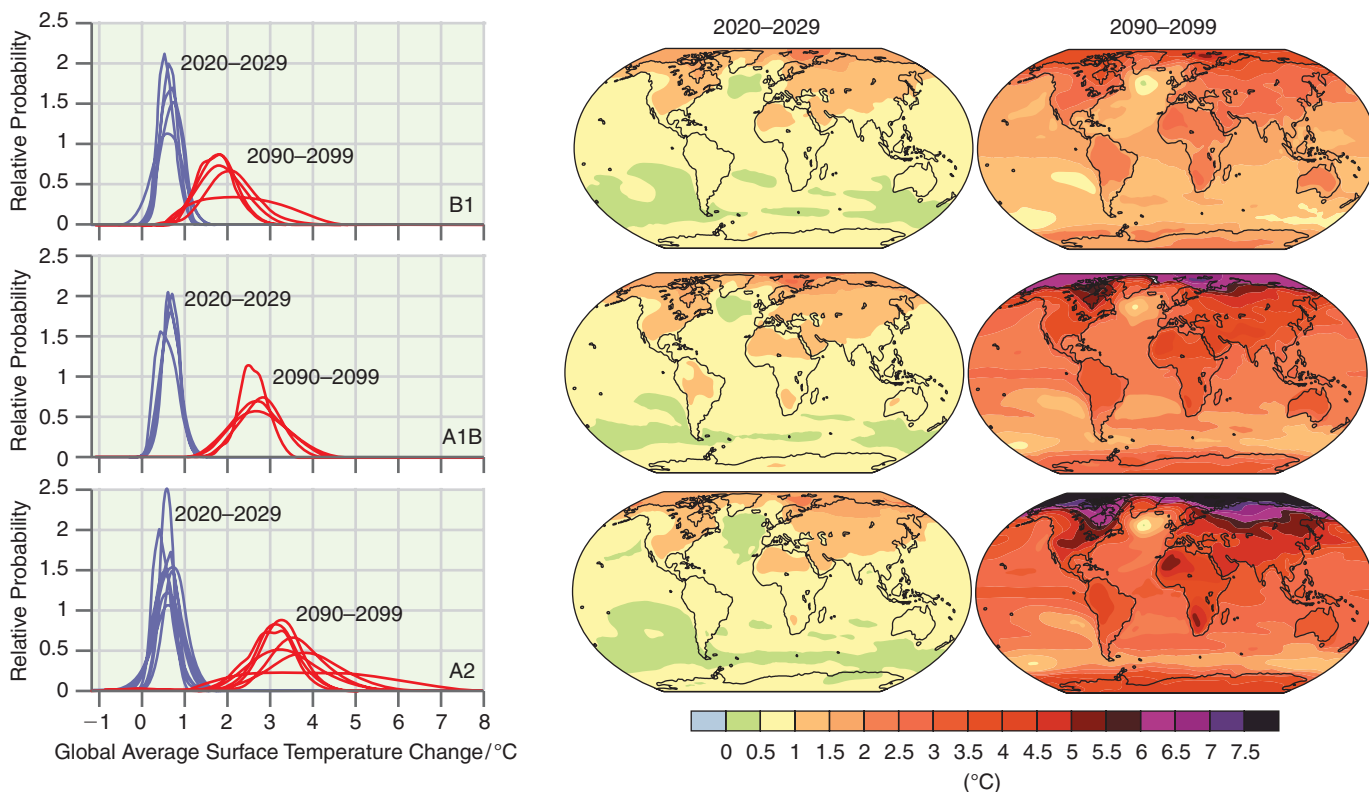 2020–2029
2090–2099
2.5
2
1.5
1
0.5
0
Relative Probability
2020–2029
2090–2099
B1
2.5
2
1.5
1
0.5
0
Relative Probability
2020–2029
2090–2099
A1B
2.5
2
1.5
1
0.5
0
Relative Probability
2020–2029
2090–2099
A2
−1 0 1 2 3 4 5 6 7 8
Global Average Surface Temperature Change/°C
0 0.5 1 1.5 2 2.5 3 3.5 4 4.5 5 5.5 6 6.5 7 7.5
(°C)